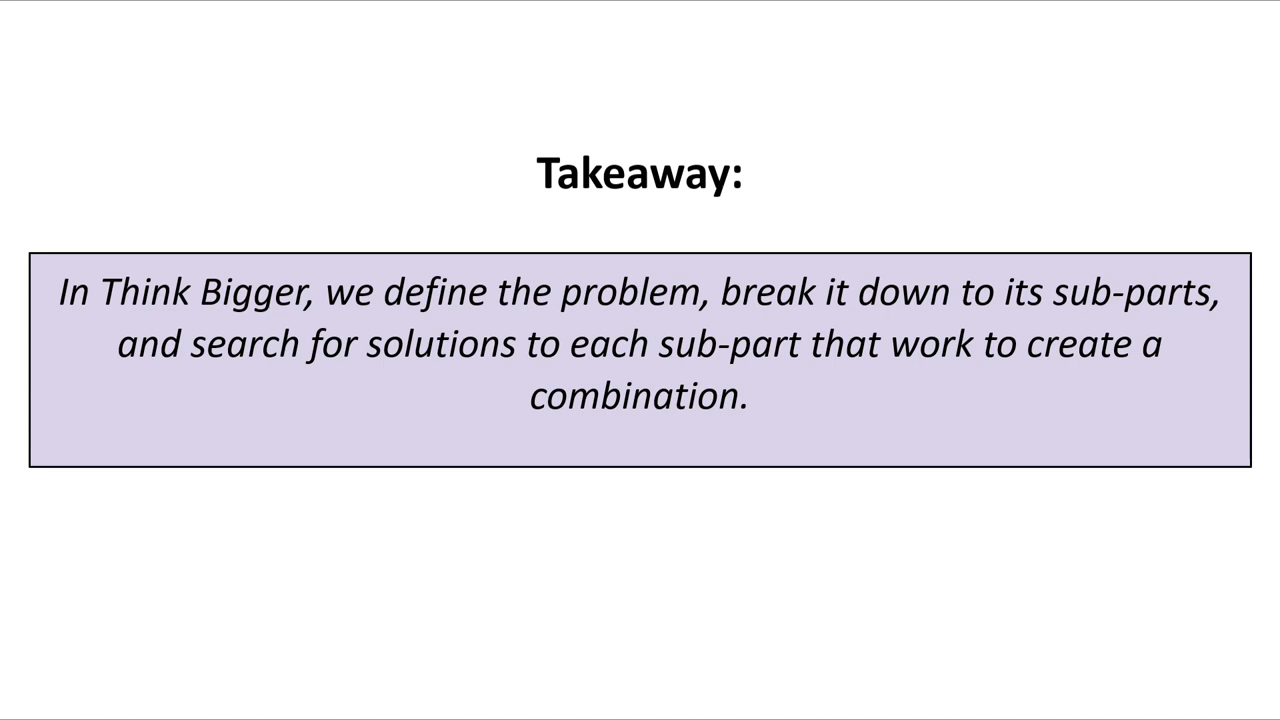 Takeaway:
In Think Bigger, we define the problem, break it down to its sub-parts,
and search for solutions to each sub-part that work to create a
combination.